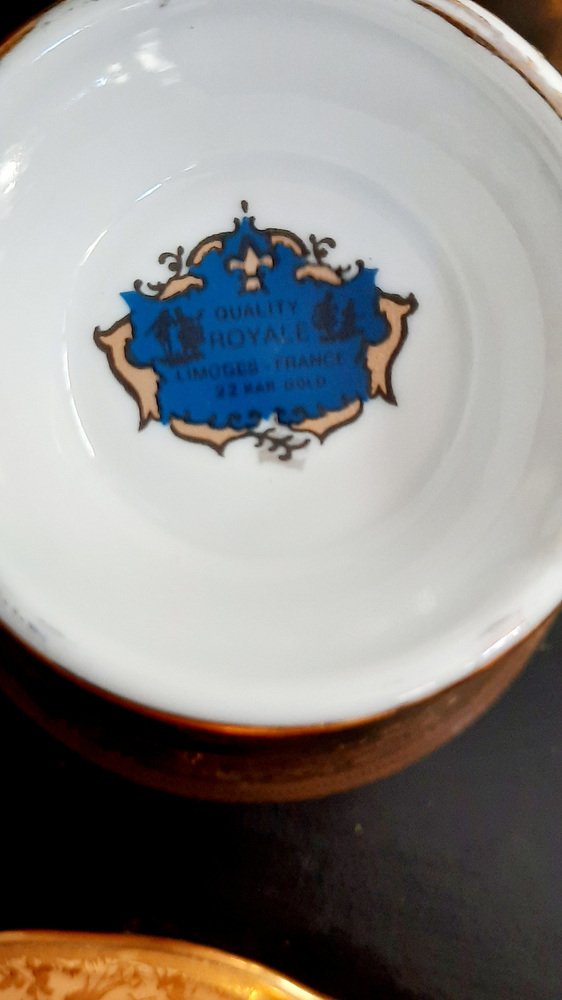 QUALITY
ROYALE
LIMOGES - FRANCE
22 KAR GOLD